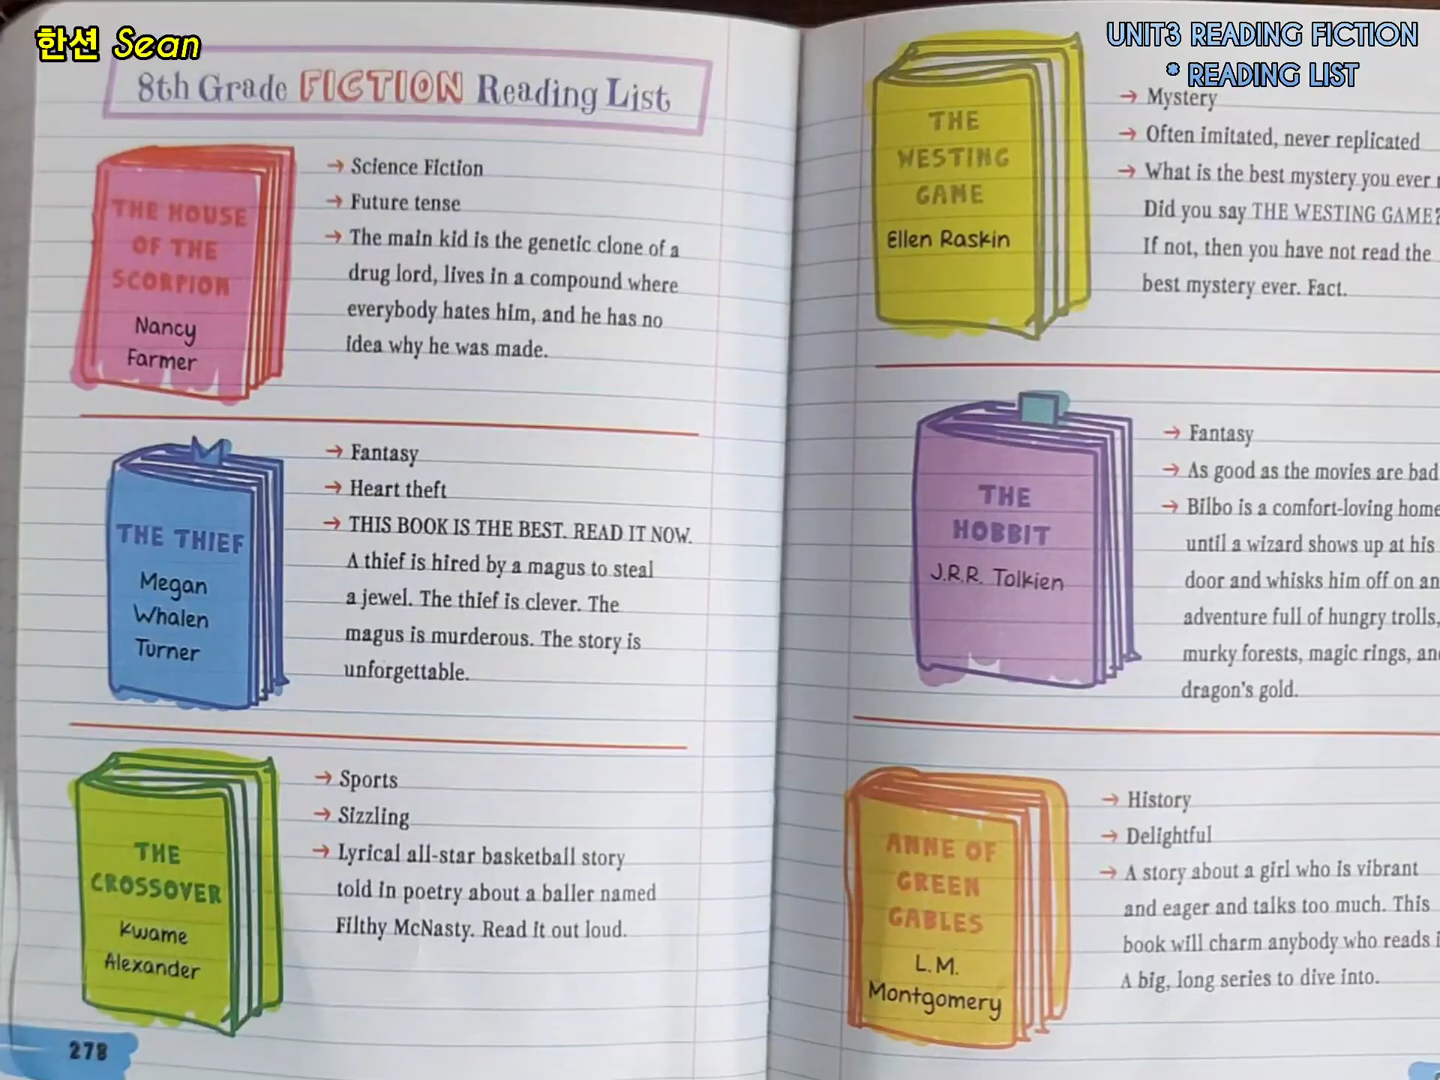 한션 Sean
UNIT3 READING FICTION
* READING LIST
8th Grade FICTION Reading List
THE HOUSE
OF THE
SCORPION
Nancy
Farmer
→ Science Fiction
→ Future tense
→ The main kid is the genetic clone of a
drug lord, lives in a compound where
everybody hates him, and he has no
idea why he was made.
THE THIEF
Megan
Whalen
Turner
→ Fantasy
→ Heart theft
→ THIS BOOK IS THE BEST. READ IT NOW.
A thief is hired by a magus to steal
a jewel. The thief is clever. The
magus is murderous. The story is
unforgettable.
THE
CROSSOVER
Kwame
Alexander
→ Sports
→ Sizzling
→ Lyrical all-star basketball story
told in poetry about a baller named
Filthy McNasty. Read it out loud.
278
THE
WESTING
GAME
Ellen Raskin
→ Mystery
→ Often imitated, never replicated
→ What is the best mystery you ever
Did you say THE WESTING GAME?
If not, then you have not read the
best mystery ever. Fact.
THE
HOBBIT
J.R.R. Tolkien
→ Fantasy
→ As good as the movies are bad
→ Bilbo is a comfort-loving home
until a wizard shows up at his
door and whisks him off on an
adventure full of hungry trolls,
murky forests, magic rings, an
dragon's gold.
ANNE OF
GREEN
GABLES
L.M.
Montgomery
→ History
→ Delightful
→ A story about a girl who is vibrant
and eager and talks too much. This
book will charm anybody who reads
A big, long series to dive into.